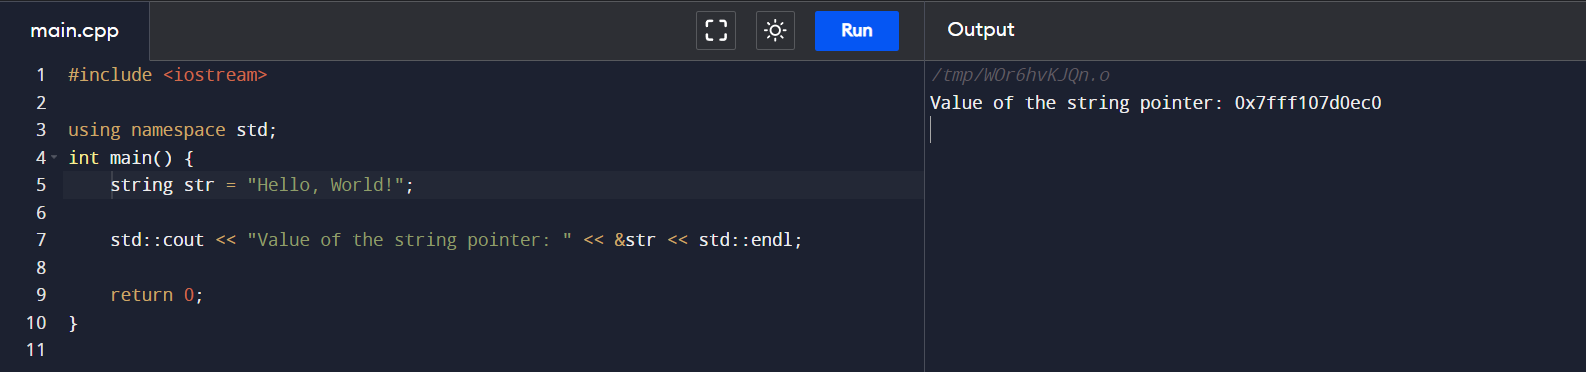 main.cpp
Run
Output
1 #include <iostream>
2
3 using namespace std;
4 int main() {
5     string str = "Hello, World!";
6
7     std::cout << "Value of the string pointer: " << &str << std::endl;
8
9     return 0;
10 }
11
/tmp/WOr6hvKJQn.o
Value of the string pointer: 0x7fff107d0ec0